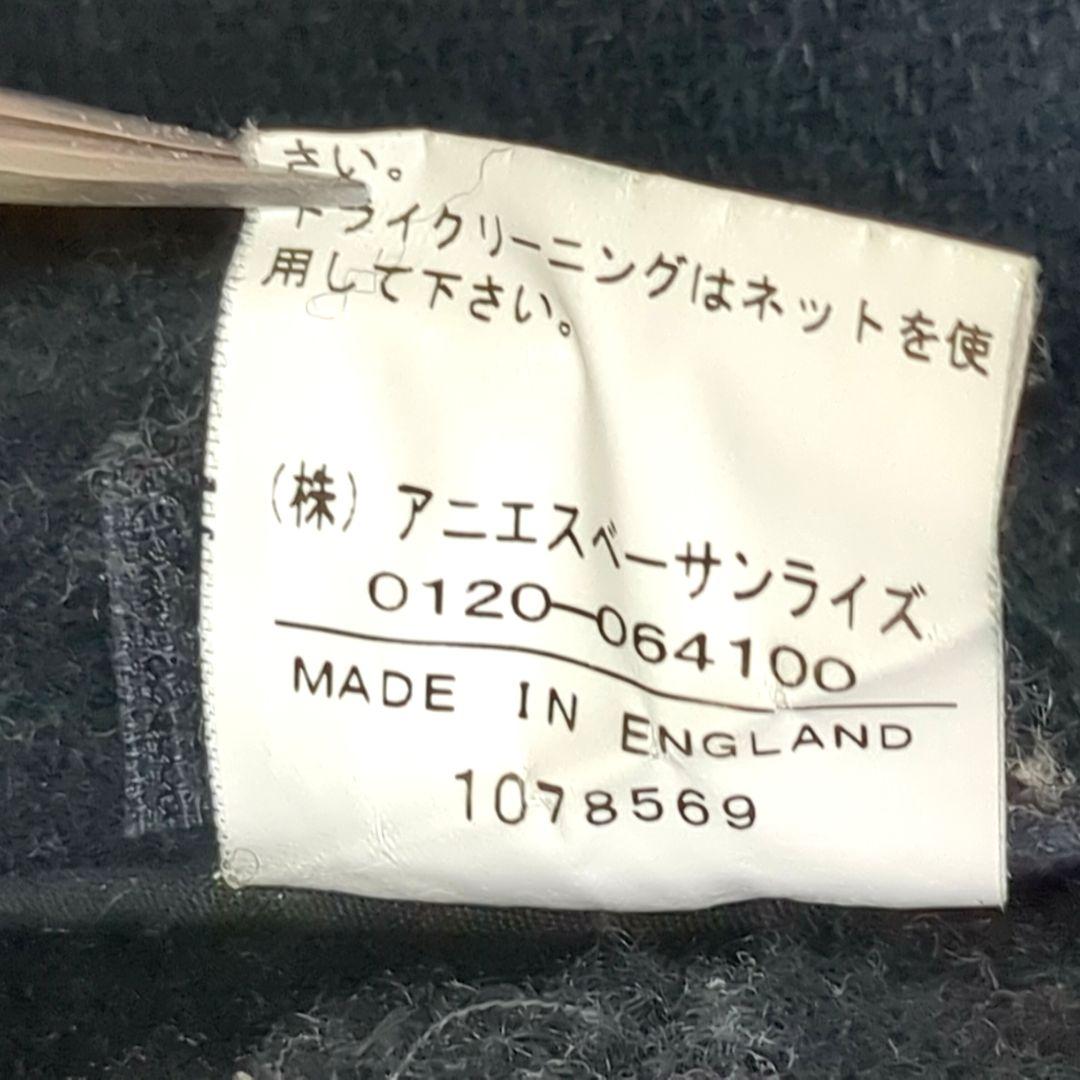 さい。
ドライクリーニングはネットを使
用して下さい。
(株) アニエスベーサンライズ
0120-064100
MADE IN ENGLAND
1078569